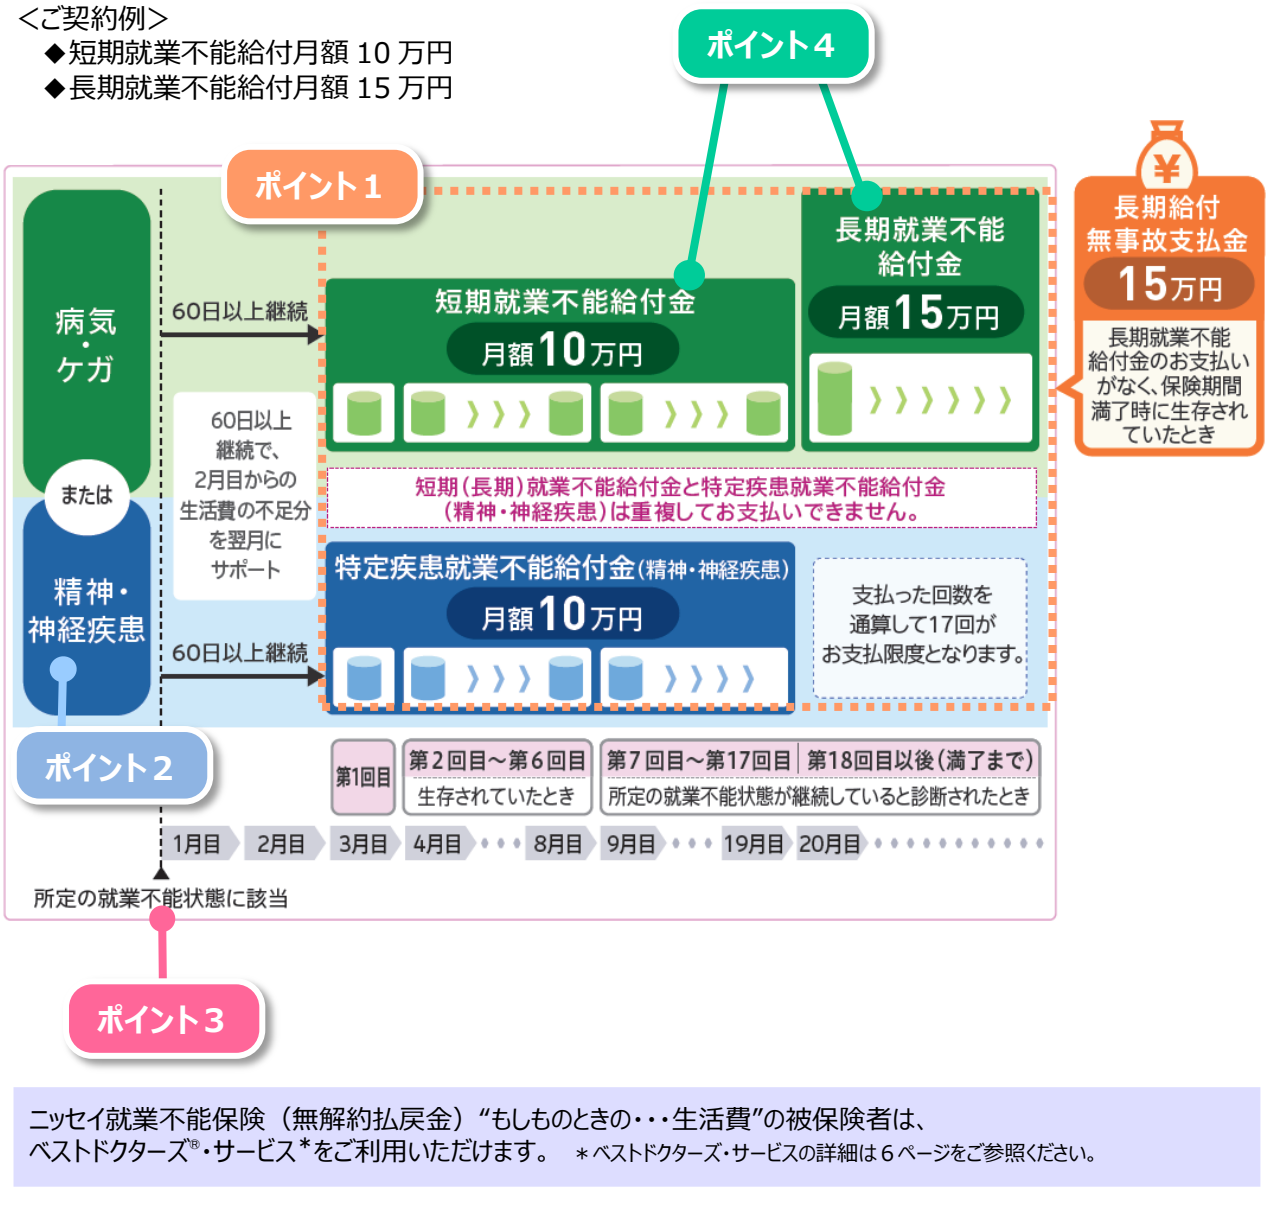 ＜ご契約例＞
◆短期就業不能給付月額 10 万円
◆長期就業不能給付月額 15 万円
ポイント４
ポイント１
病気
・
ケガ
または
精神・
神経疾患
60日以上継続
60日以上
継続で、
2月目からの
生活費の不足分
を翌月に
サポート
60日以上継続
短期就業不能給付金
月額10万円
長期就業不能
給付金
月額15万円
短期（長期）就業不能給付金と特定疾患就業不能給付金
（精神・神経疾患）は重複してお支払いできません。
特定疾患就業不能給付金（精神・神経疾患）
月額10万円
支払った回数を
通算して17回が
お支払限度となります。
¥
長期給付
無事故支払金
15万円
長期就業不能
給付金のお支払い
がなく、保険期間
満了時に生存され
ていたとき
ポイント２
第1回目
第２回目～第６回目
生存されていたとき
第７回目～第17回目
第18回目以後（満了まで）
所定の就業不能状態が継続していると診断されたとき
1月目 2月目 3月目 4月目 ・・・ 8月目 9月目 ・・・ 19月目 20月目 ・・・・・・・・・・・
所定の就業不能状態に該当
ポイント３
ニッセイ就業不能保険（無解約払戻金）“もしものときの・・・生活費”の被保険者は、
ベストドクターズ®・サービス＊をご利用いただけます。 ＊ベストドクターズ・サービスの詳細は６ページをご参照ください。